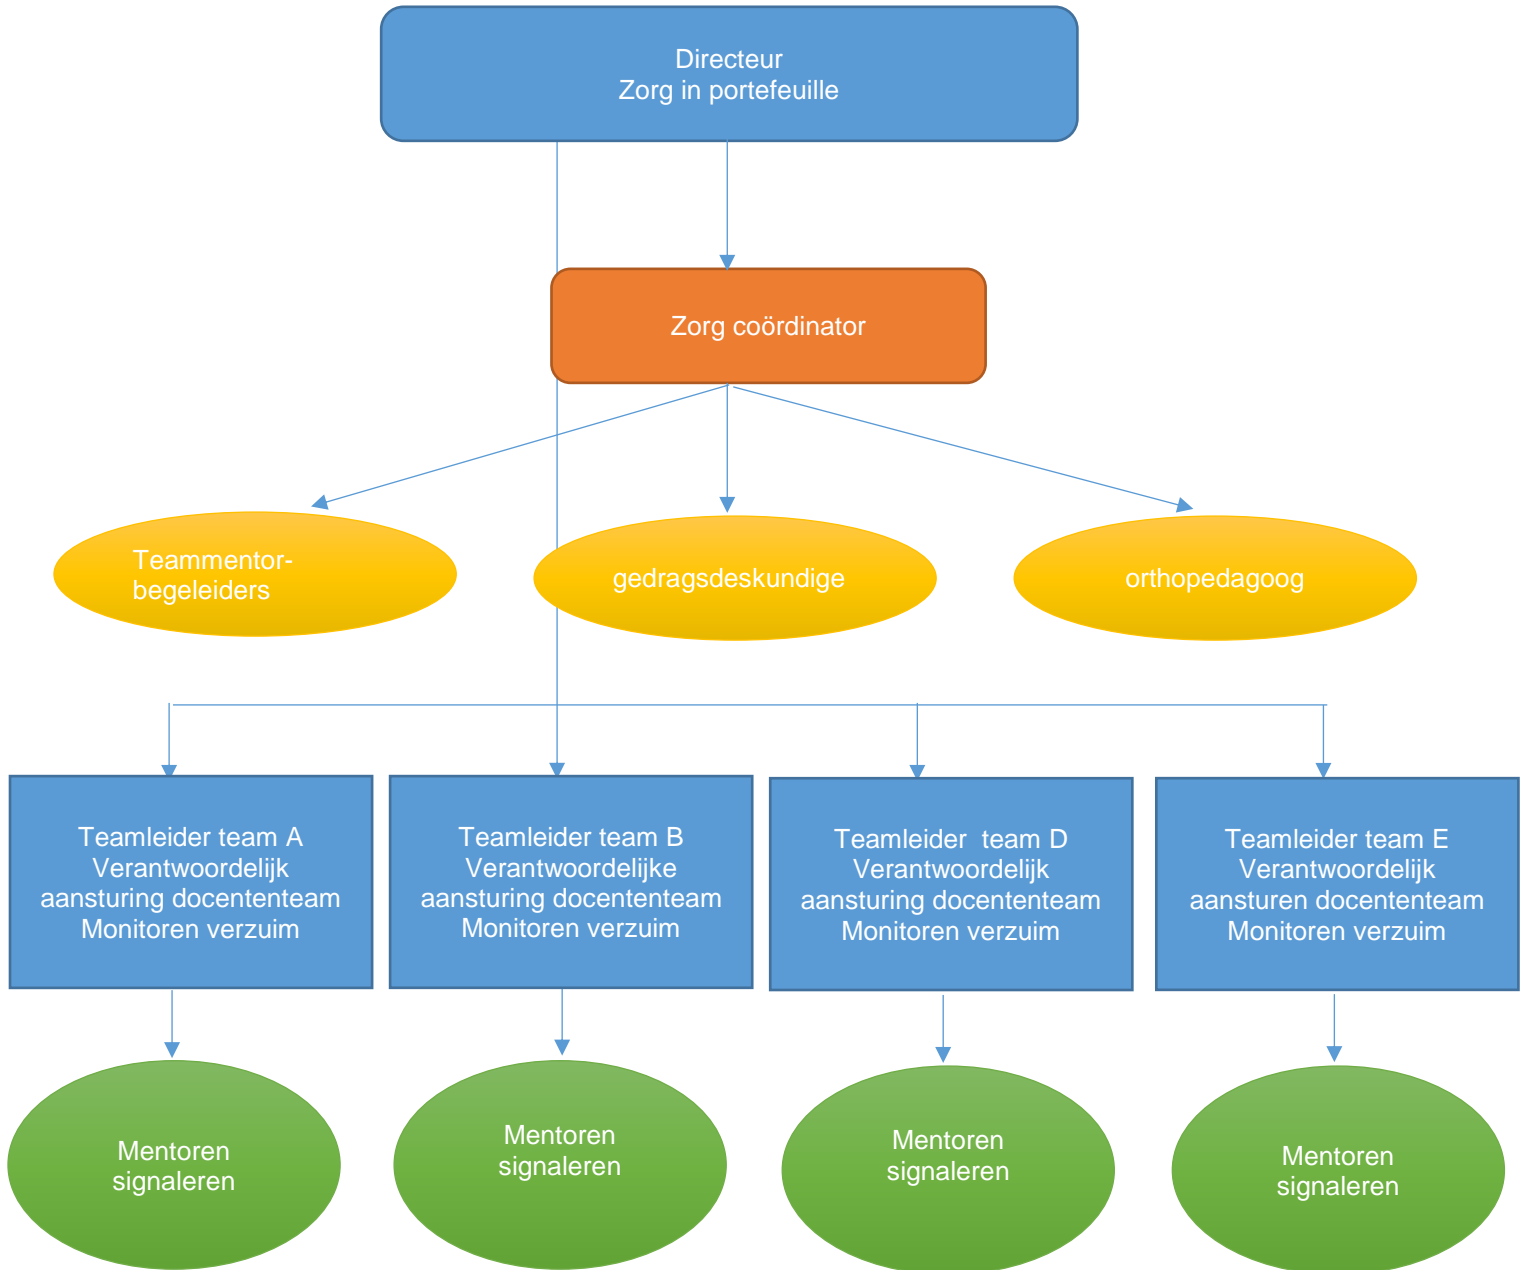 Directeur
Zorg in portefeuille
Zorg coördinator
Teammentor-
begeleiders
gedragsdeskundige
orthopedagoog
Teamleider team A
Verantwoordelijk
aansturing docententeam
Monitoren verzuim
Teamleider team B
Verantwoordelijke
aansturing docententeam
Monitoren verzuim
Teamleider  team D
Verantwoordelijk
aansturing docententeam
Monitoren verzuim
Teamleider team E
Verantwoordelijk
aansturen docententeam
Monitoren verzuim
Mentoren
signaleren
Mentoren
signaleren
Mentoren
signaleren
Mentoren
signaleren